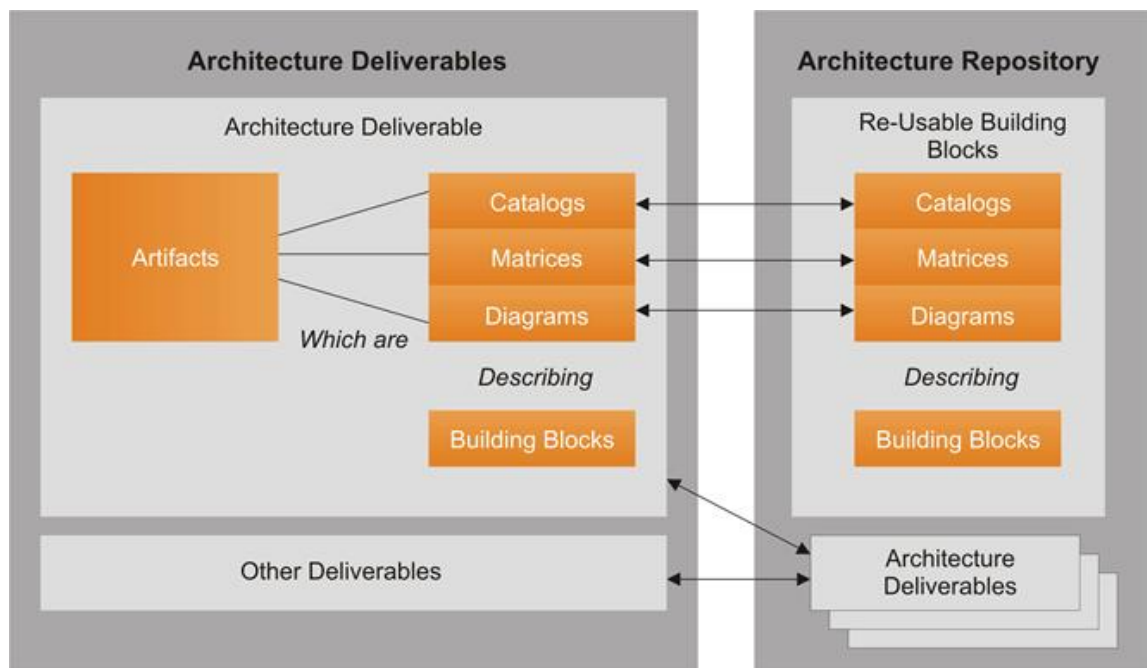 Architecture Deliverables
Architecture Deliverable
Artifacts
Which are
Catalogs
Matrices
Diagrams
Describing
Building Blocks
Other Deliverables
Architecture Repository
Re-Usable Building
Blocks
Catalogs
Matrices
Diagrams
Describing
Building Blocks
Architecture
Deliverables